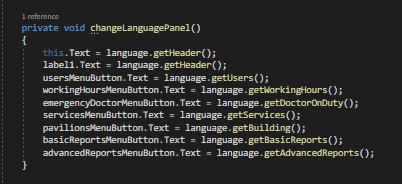 1 reference
private void changeLanguagePanel()
{
this.Text = language.getHeader();
label1.Text = language.getHeader();
usersMenuButton.Text = language.getUsers();
workingHoursMenuButton.Text = language.getWorkingHours();
emergencyDoctorMenuButton.Text = language.getDoctorOnDuty();
servicesMenuButton.Text = language.getServices();
pavilionsMenuButton.Text = language.getBuilding();
basicReportsMenuButton.Text = language.getBasicReports();
advancedReportsMenuButton.Text = language.getAdvancedReports();
}